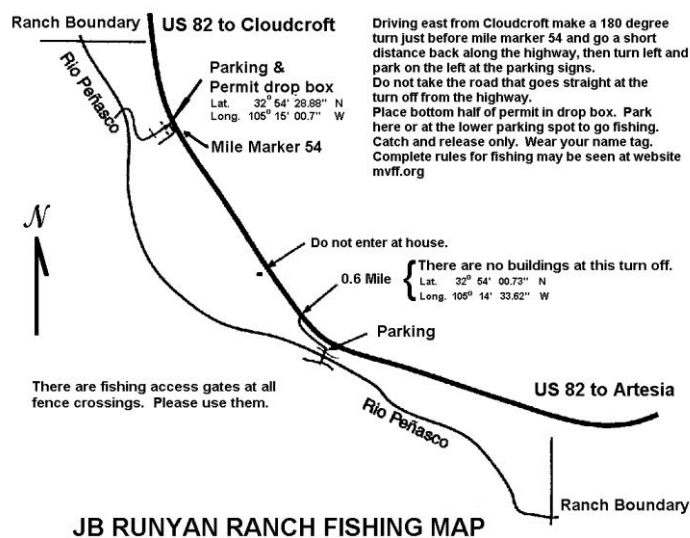 Ranch Boundary
US 82 to Cloudcroft
Driving east from Cloudcroft make a 180 degree
turn just before mile marker 54 and go a short
distance back along the highway, then turn left and
park on the left at the parking signs.
Do not take the road that goes straight at the
turn off from the highway.
Place bottom half of permit in drop box. Park
here or at the lower parking spot to go fishing.
Catch and release only. Wear your name tag.
Complete rules for fishing may be seen at website
mvff.org
Rio Peñasco
Parking &
Permit drop box
Lat. 32° 54' 28.88" N
Long. 105° 15' 00.7" W
Mile Marker 54
N
Do not enter at house.
0.6 Mile
There are no buildings at this turn off.
Lat. 32° 54' 00.73" N
Long. 105° 14' 33.62" W
Parking
There are fishing access gates at all
fence crossings. Please use them.
US 82 to Artesia
Rio Peñasco
Ranch Boundary
JB RUNYAN RANCH FISHING MAP